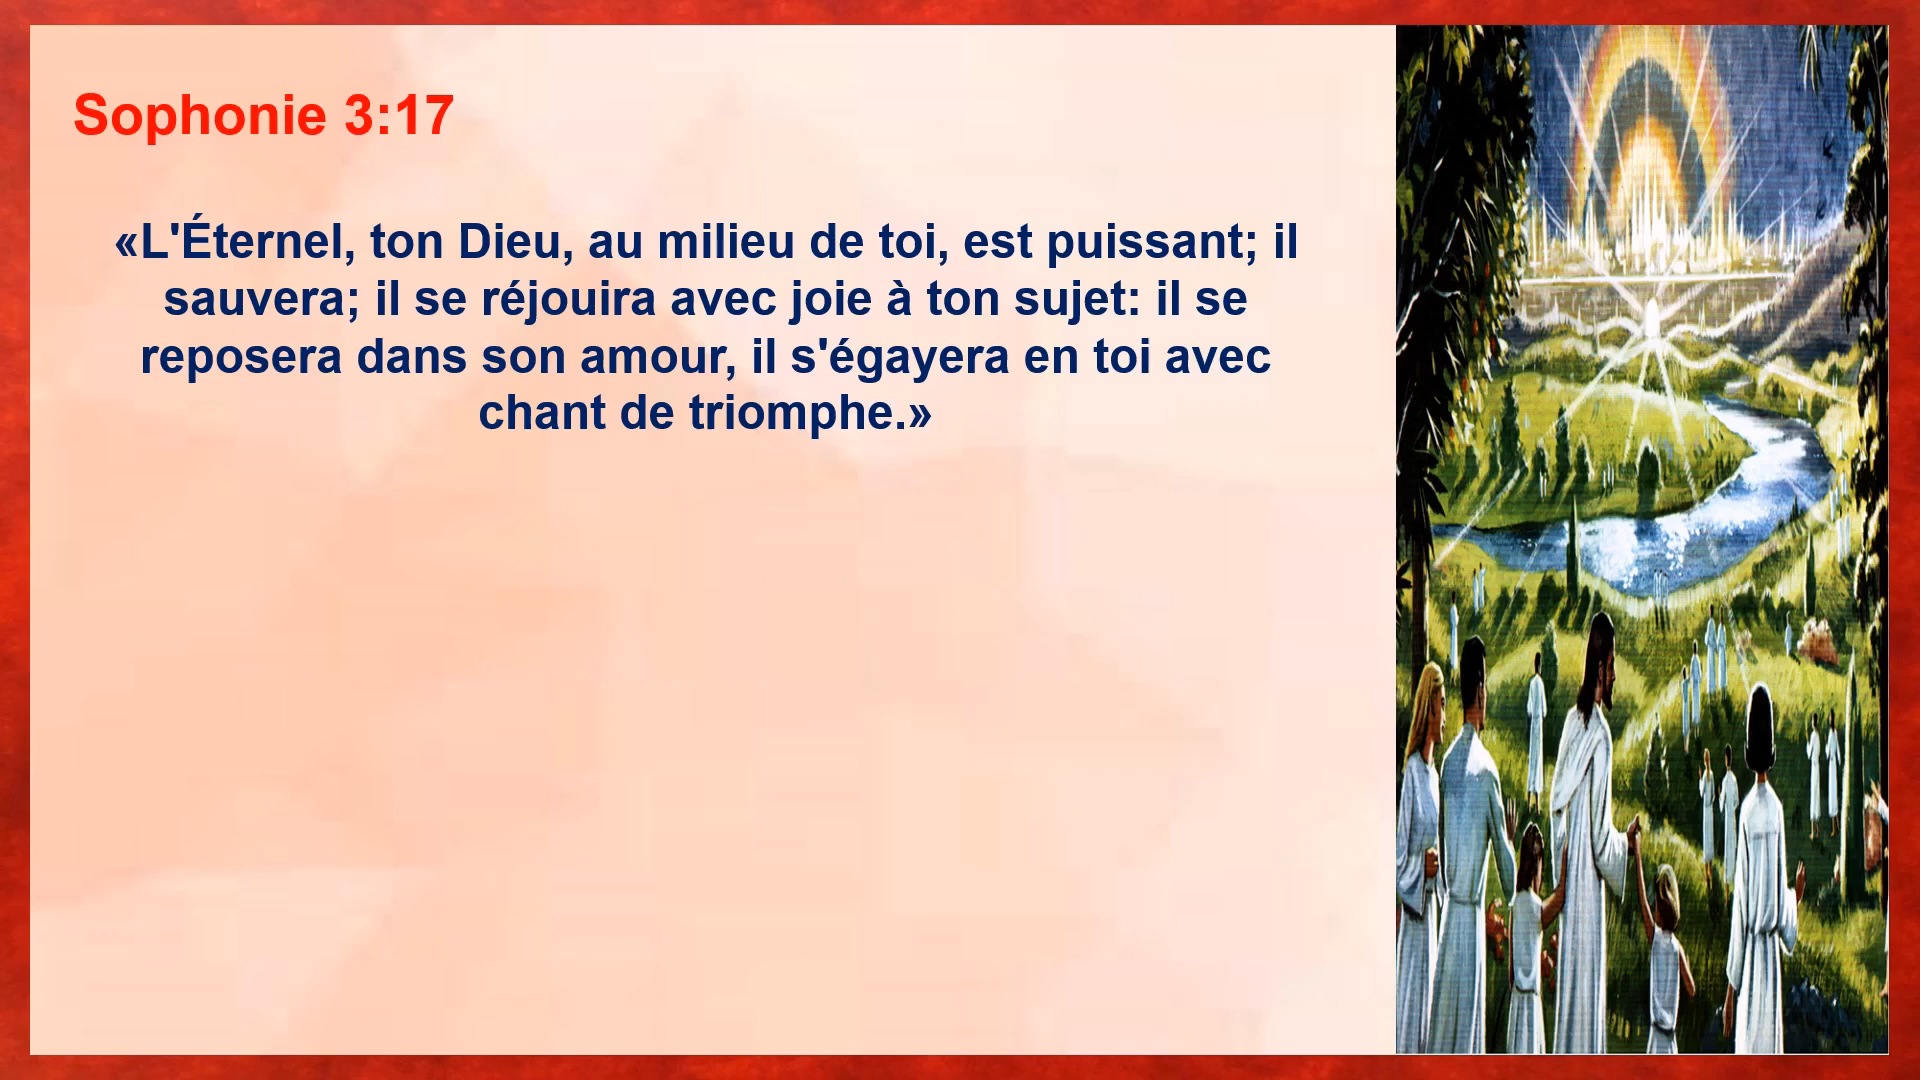 Sophonie 3:17
«L'Éternel, ton Dieu, au milieu de toi, est puissant; il
sauvera; il se réjouira avec joie à ton sujet: il se
reposera dans son amour, il s'égayera en toi avec
chant de triomphe.»